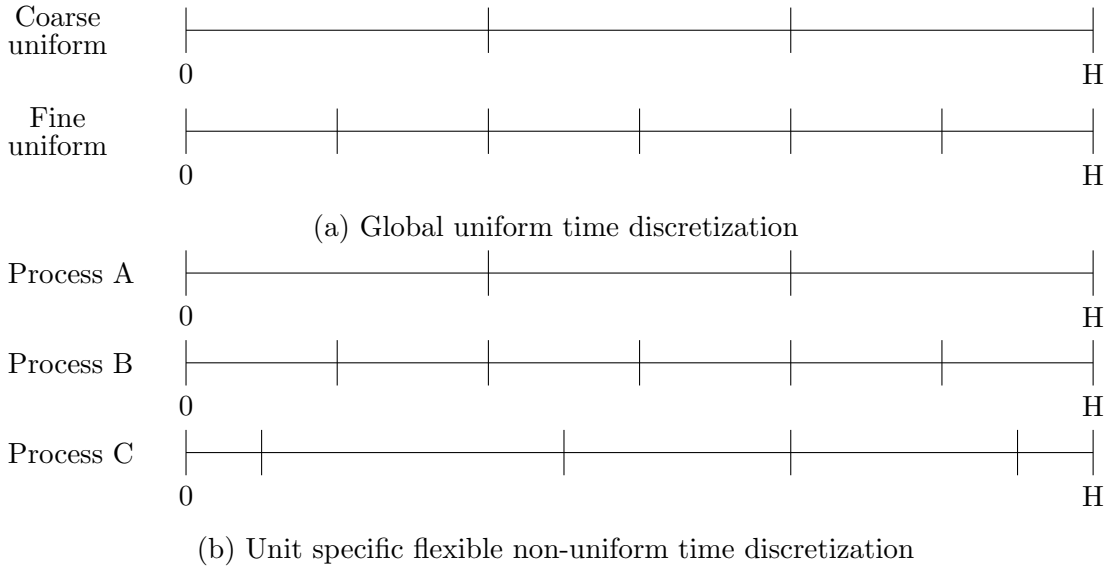 Coarse
uniform
0 H
Fine
uniform
0 H
(a) Global uniform time discretization
Process A
0 H
Process B
0 H
Process C
0 H
(b) Unit specific flexible non-uniform time discretization